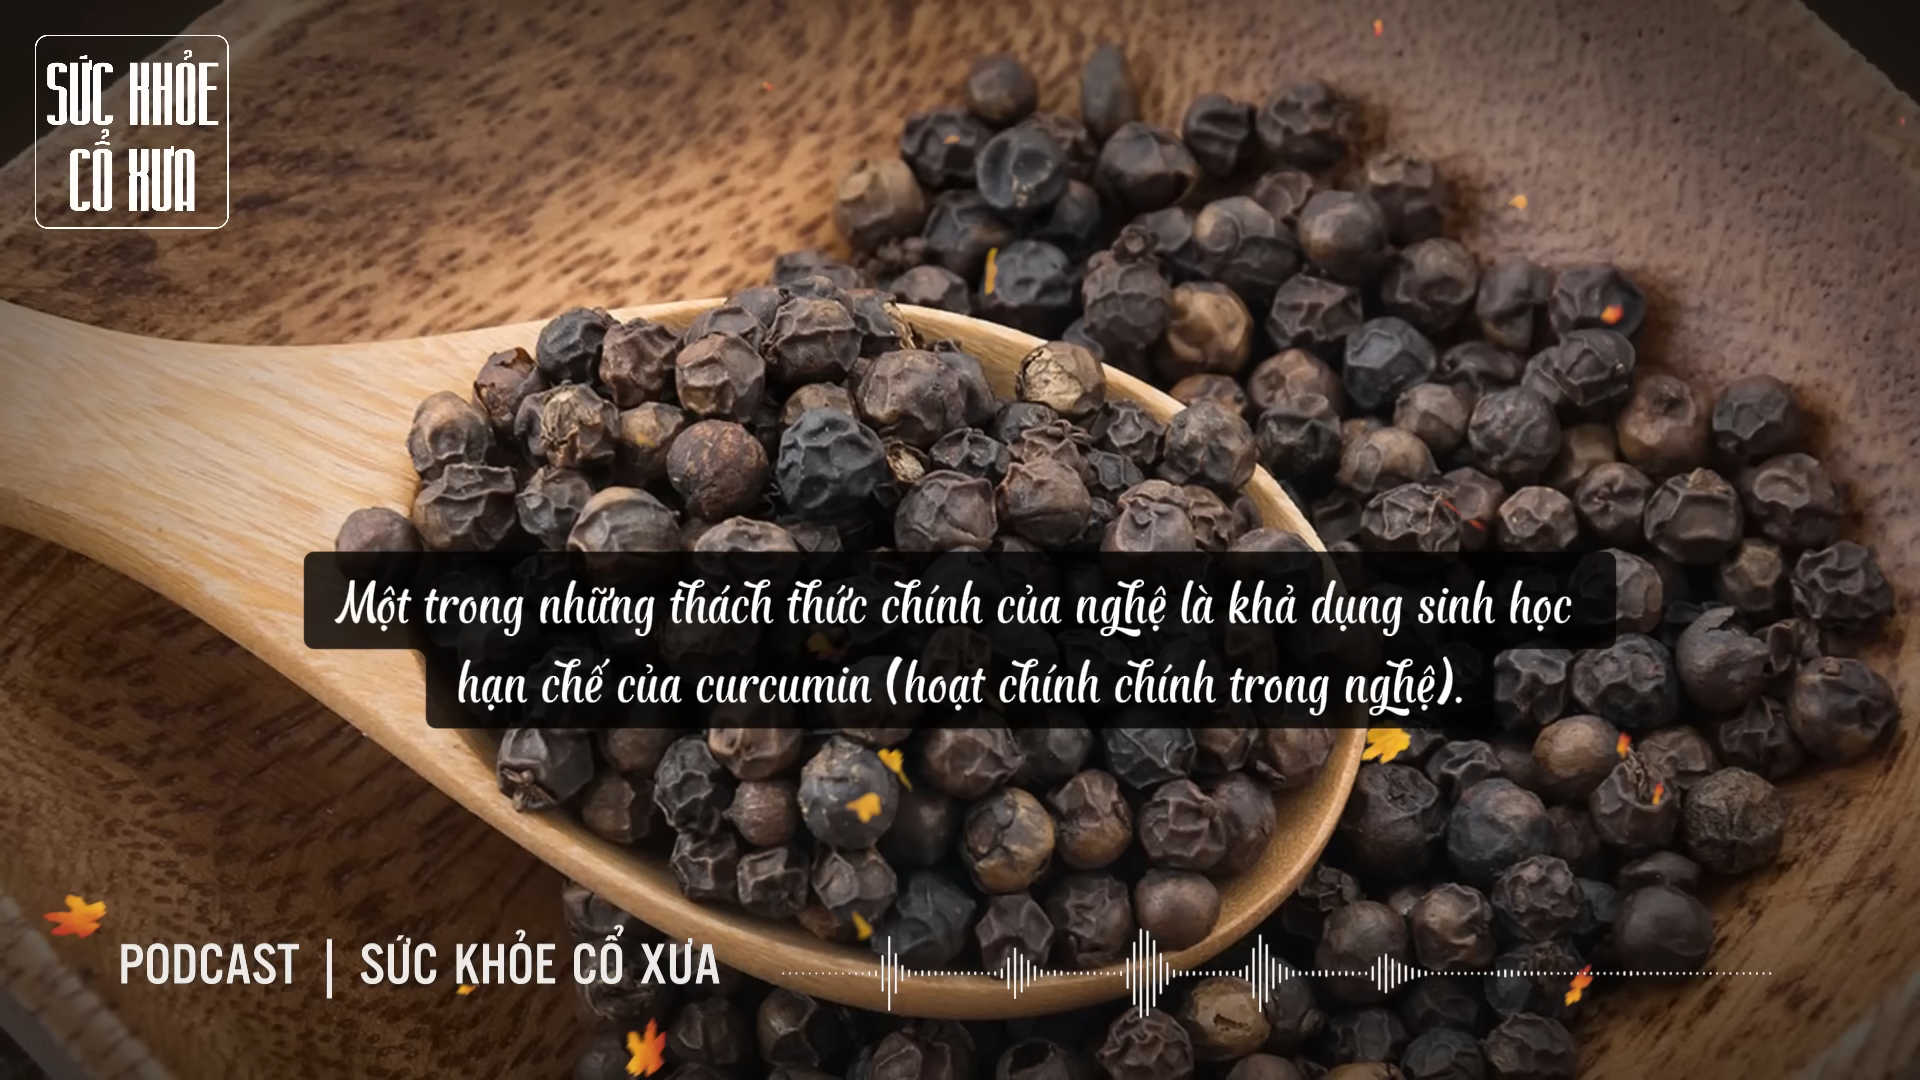 SỨC KHỎE
CỔ XƯA
Một trong những thách thức chính của nghệ là khả dụng sinh học
hạn chế của curcumin (hoạt chính chính trong nghệ).
PODCAST | SỨC KHỎE CỔ XƯA